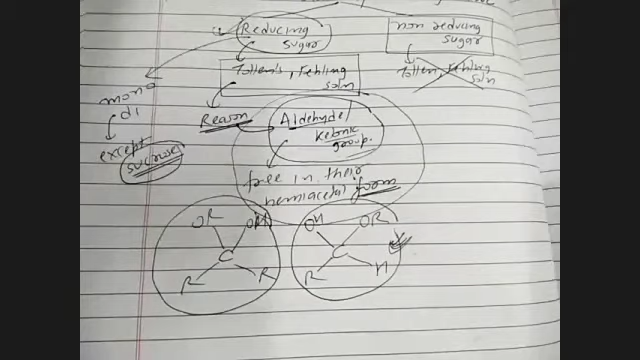 Reducing
sugar
non reducing
sugar
Tollen's, Fehling
soln
Tollen, Fehling
soln
mono
di
except
sucrose
Reason
Aldehyde/
Ketonic
group.
free in their
hemiacetal form
OR OH
C
R R
OH OR
C
R H